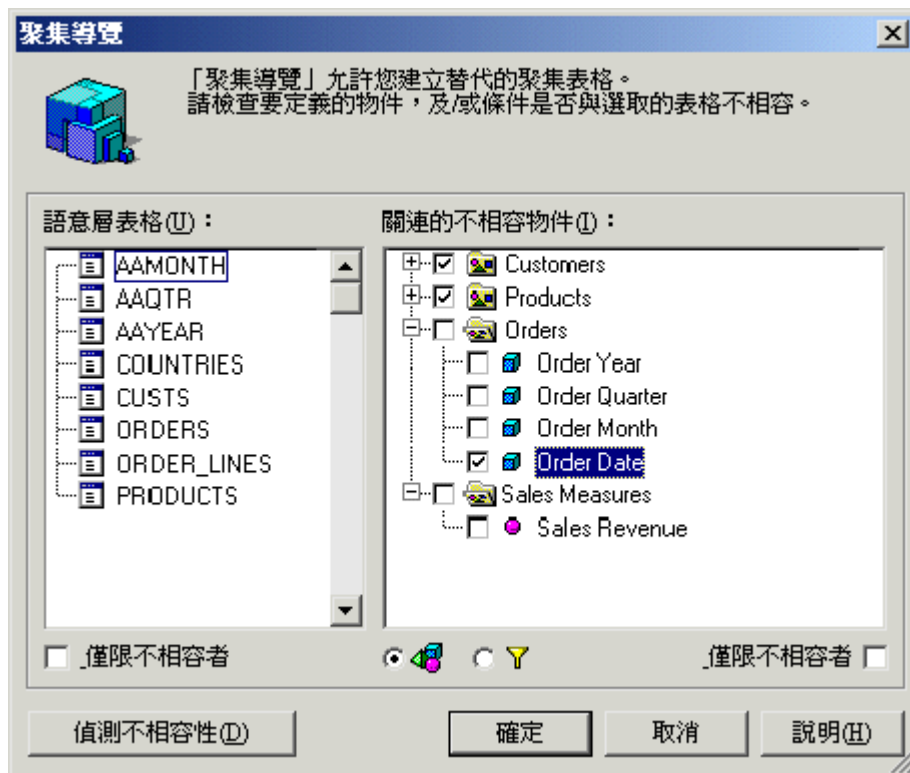 聚集導覽
「聚集導覽」允許您建立替代的聚集表格。
請檢查要定義的物件，及/或條件是否與選取的表格不相容。
語意層表格(U)：
AAMONTH
AAQTR
AAYEAR
COUNTRIES
CUSTS
ORDERS
ORDER_LINES
PRODUCTS
關連的不相容物件(I)：
Customers
Products
Orders
Order Year
Order Quarter
Order Month
Order Date
Sales Measures
Sales Revenue
_僅限不相容者
_僅限不相容者
偵測不相容性(D)
確定
取消
說明(H)